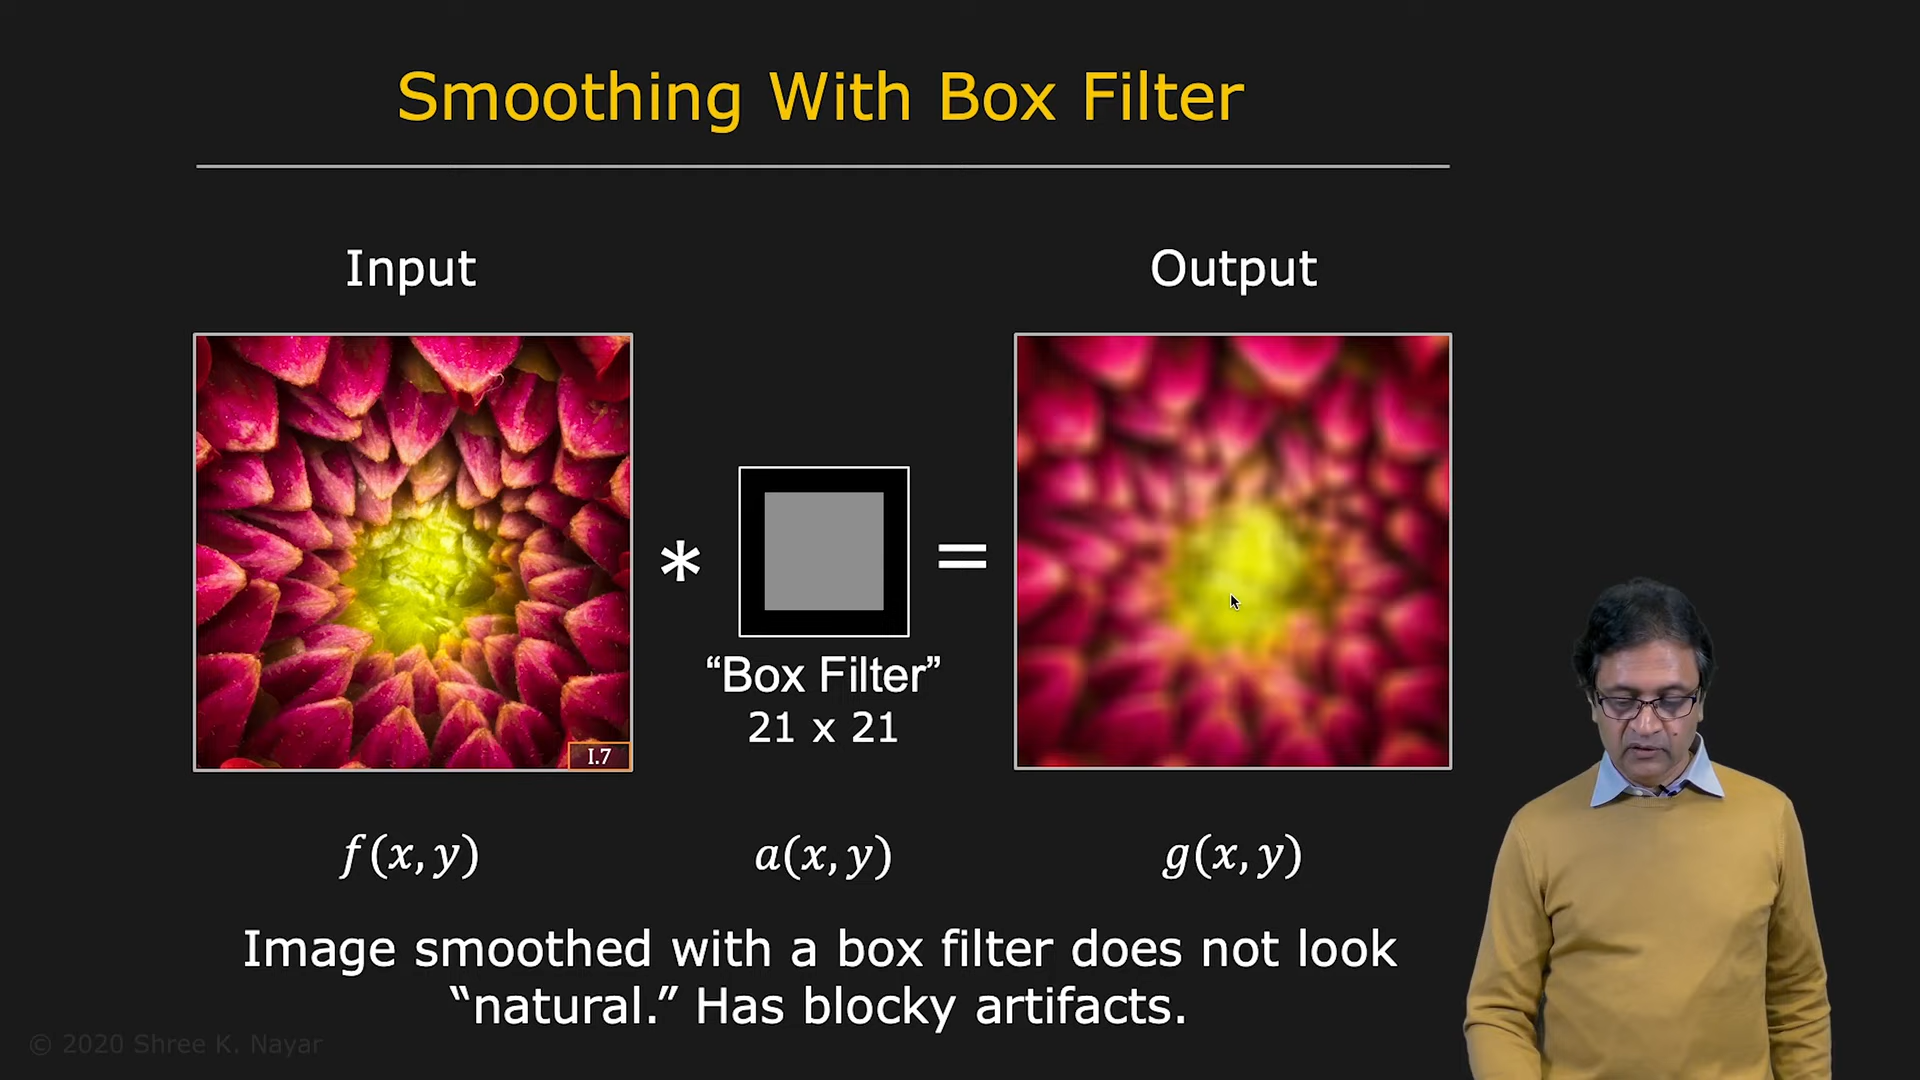 Smoothing With Box Filter
Input
Output
I.7
*
=
“Box Filter”
21 x 21
f(x, y)
a(x, y)
g(x, y)
Image smoothed with a box filter does not look
“natural.” Has blocky artifacts.
© 2020 Shree K. Nayar